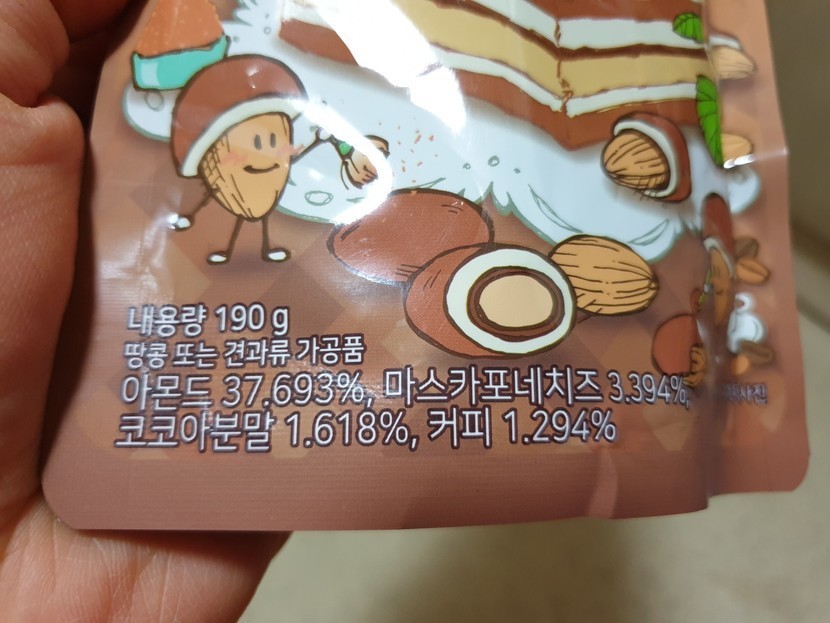 내용량 190 g
땅콩 또는 견과류 가공품
아몬드 37.693%, 마스카포네치즈 3.394%,
코코아분말 1.618%, 커피 1.294%